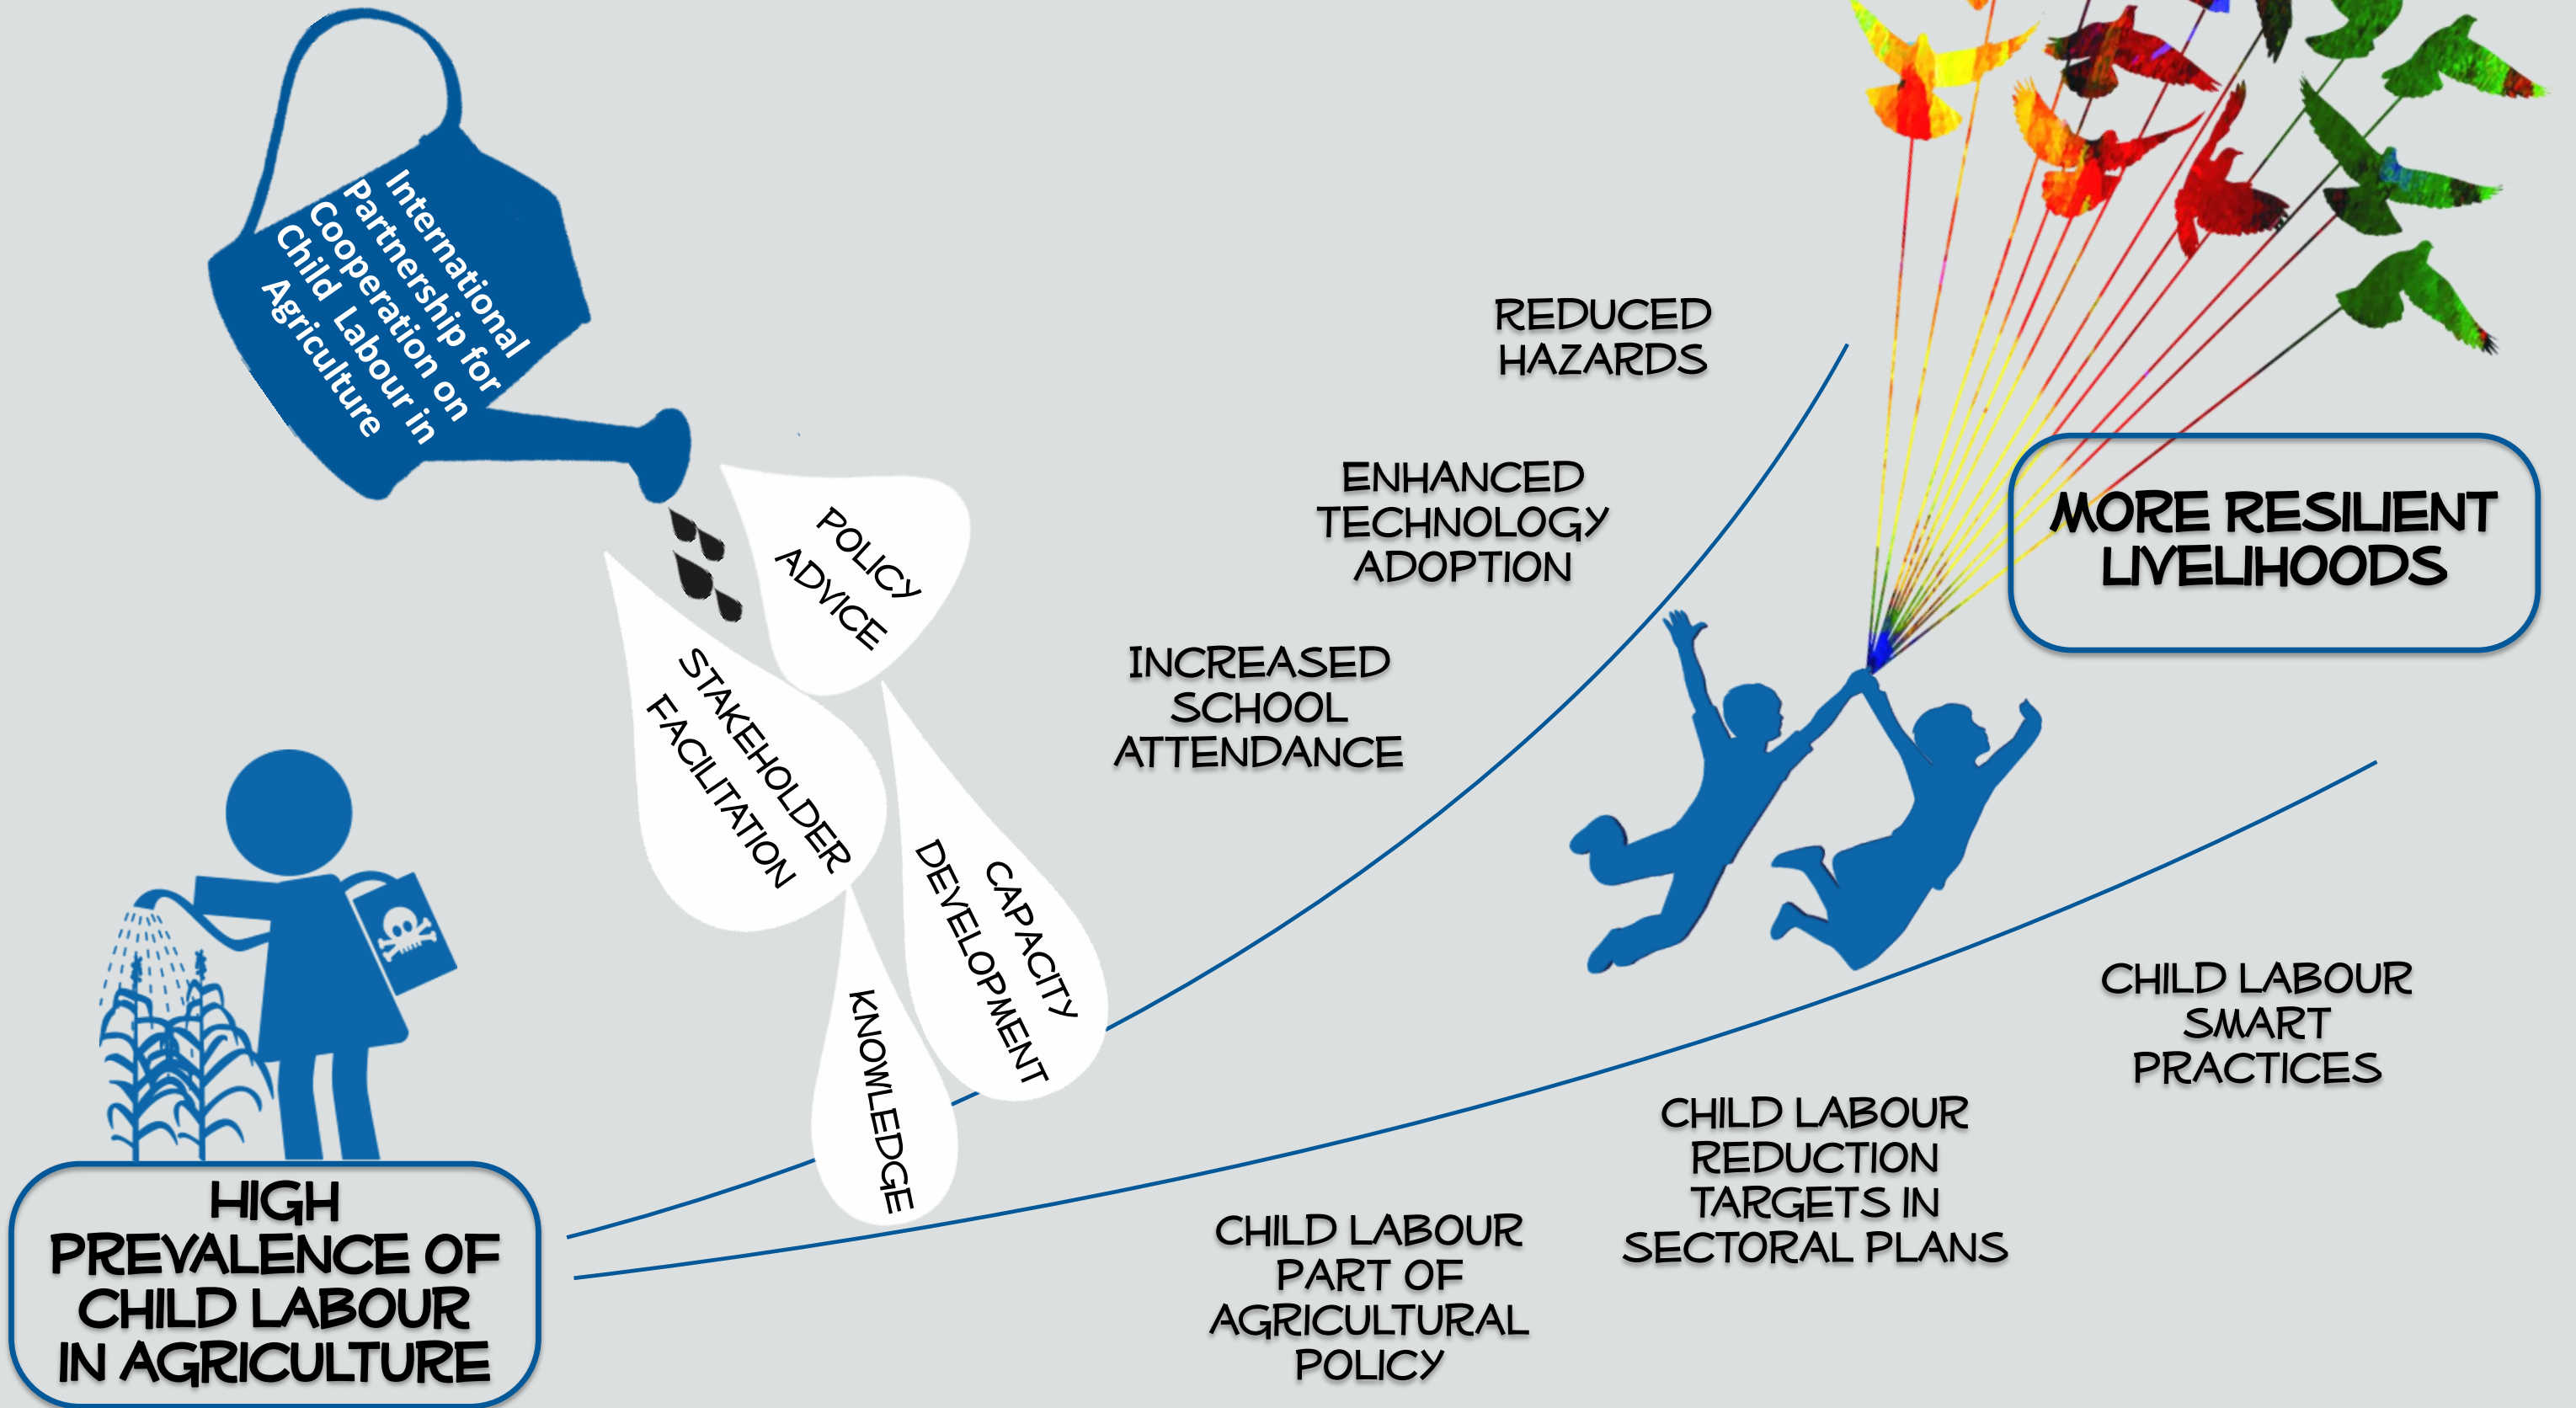 International
Partnership for
Cooperation on
Child Labour in
Agriculture
POLICY
ADVICE
STAKEHOLDER
FACILITATION
CAPACITY
DEVELOPMENT
KNOWLEDGE
HIGH
PREVALENCE OF
CHILD LABOUR
IN AGRICULTURE
REDUCED
HAZARDS
ENHANCED
TECHNOLOGY
ADOPTION
INCREASED
SCHOOL
ATTENDANCE
MORE RESILIENT
LIVELIHOODS
CHILD LABOUR
PART OF
AGRICULTURAL
POLICY
CHILD LABOUR
REDUCTION
TARGETS IN
SECTORAL PLANS
CHILD LABOUR
SMART
PRACTICES